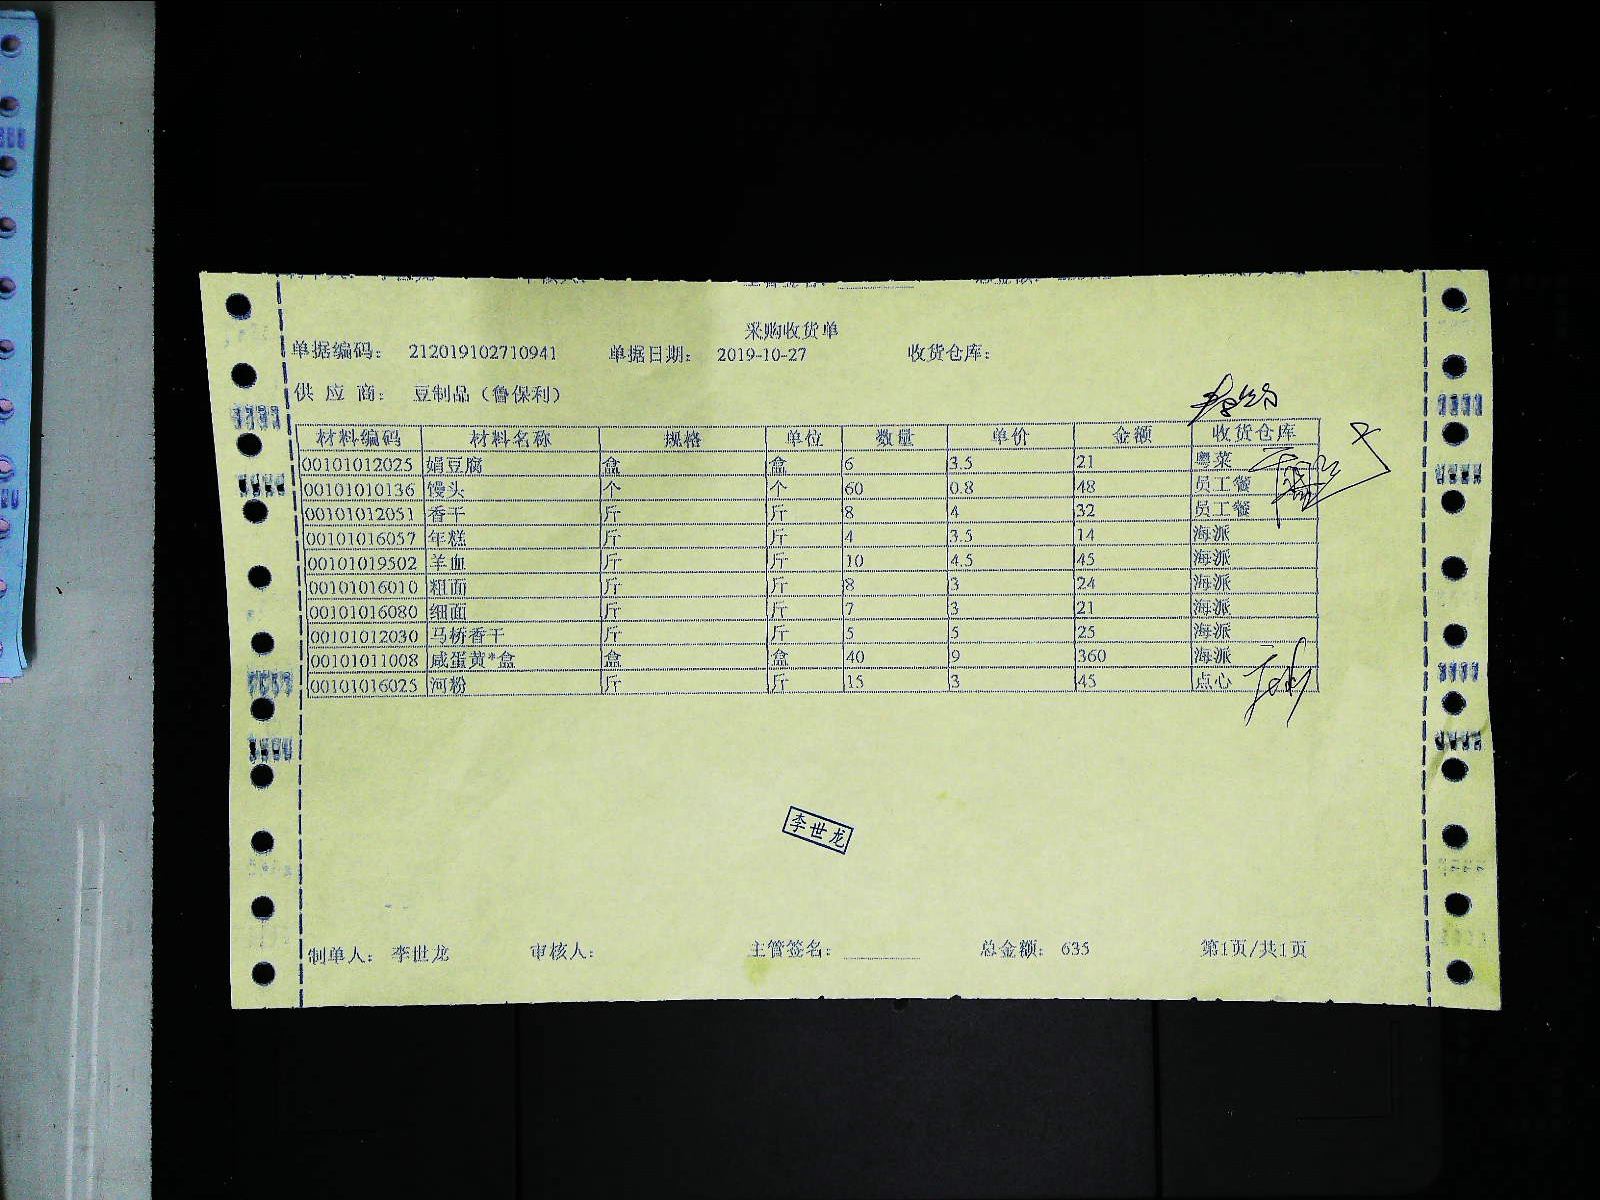 采购收货单
单据编码： 212019102710941 单据日期： 2019-10-27 收货仓库：
供 应 商： 豆制品（鲁保利）
材料编码 材料名称 规格 单位 数量 单价 金额 收货仓库
00101012025 娟豆腐 盒 盒 6 3.5 21 粤菜
00101010136 馒头 个 个 60 0.8 48 员工餐
00101012051 香干 斤 斤 8 4 32 员工餐
00101016057 年糕 斤 斤 4 3.5 14 海派
00101019502 羊血 斤 斤 10 4.5 45 海派
00101016010 粗面 斤 斤 8 3 24 海派
00101016080 细面 斤 斤 7 3 21 海派
00101012030 马桥香干 斤 斤 5 5 25 海派
00101011008 咸蛋黄*盒 盒 盒 40 9 360 海派
00101016025 河粉 斤 斤 15 3 45 点心
李世龙
制单人： 李世龙 审核人： 主管签名： 总金额： 635 第1页/共1页